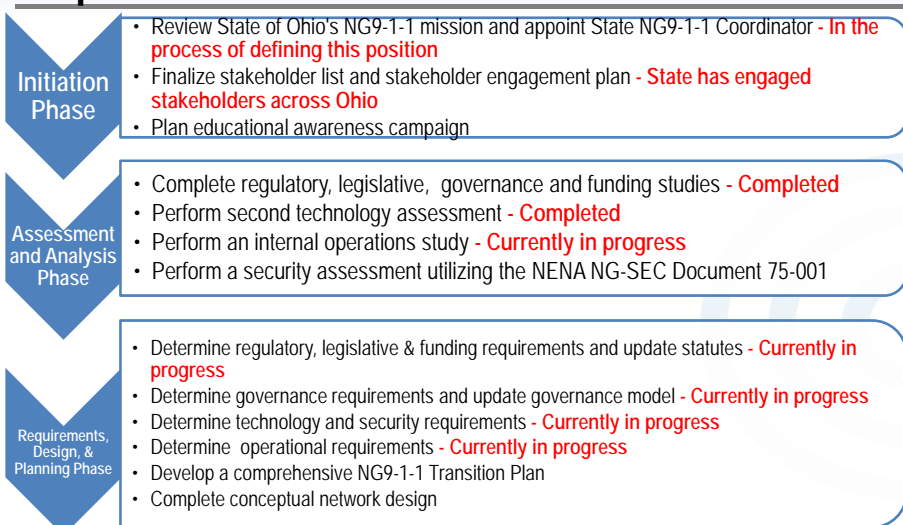 • Review State of Ohio's NG9-1-1 mission and appoint State NG9-1-1 Coordinator - In the
process of defining this position
Initiation
Phase
• Finalize stakeholder list and stakeholder engagement plan - State has engaged
stakeholders across Ohio
• Plan educational awareness campaign
Assessment
and Analysis
Phase
• Complete regulatory, legislative, governance and funding studies - Completed
• Perform second technology assessment - Completed
• Perform an internal operations study - Currently in progress
• Perform a security assessment utilizing the NENA NG-SEC Document 75-001
Requirements,
Design, &
Planning Phase
• Determine regulatory, legislative & funding requirements and update statutes - Currently in
progress
• Determine governance requirements and update governance model - Currently in progress
• Determine technology and security requirements - Currently in progress
• Determine operational requirements - Currently in progress
• Develop a comprehensive NG9-1-1 Transition Plan
• Complete conceptual network design